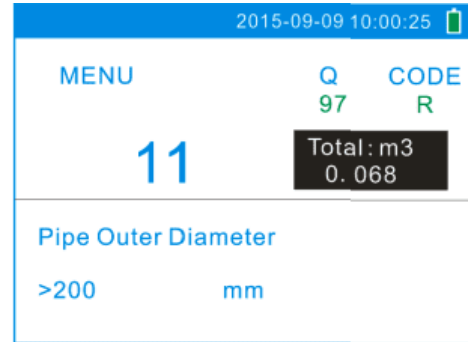 2015-09-09 10:00:25
MENU Q CODE
97 R
11
Total:m3
0.068
Pipe Outer Diameter
>200 mm